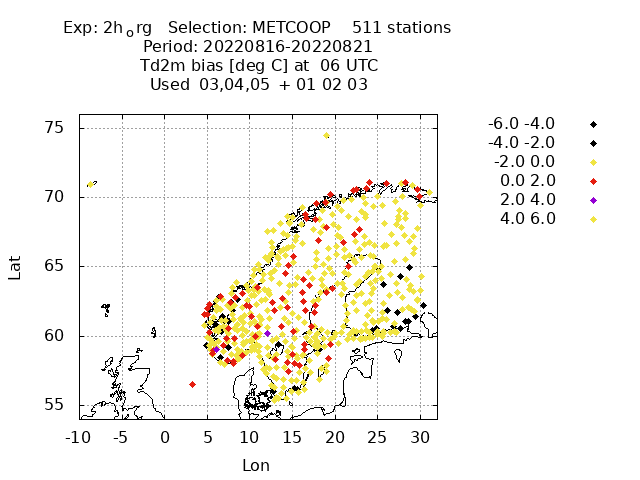 Exp: 2h_o rg   Selection: METCOOP    511 stations
Period: 20220816-20220821
Td2m bias [deg C] at  06 UTC
Used  03,04,05  + 01 02 03
-6.0 -4.0
-4.0 -2.0
-2.0 0.0
0.0 2.0
2.0 4.0
4.0 6.0
75
70
65
60
55
Lat
-10 -5 0 5 10 15 20 25 30
Lon